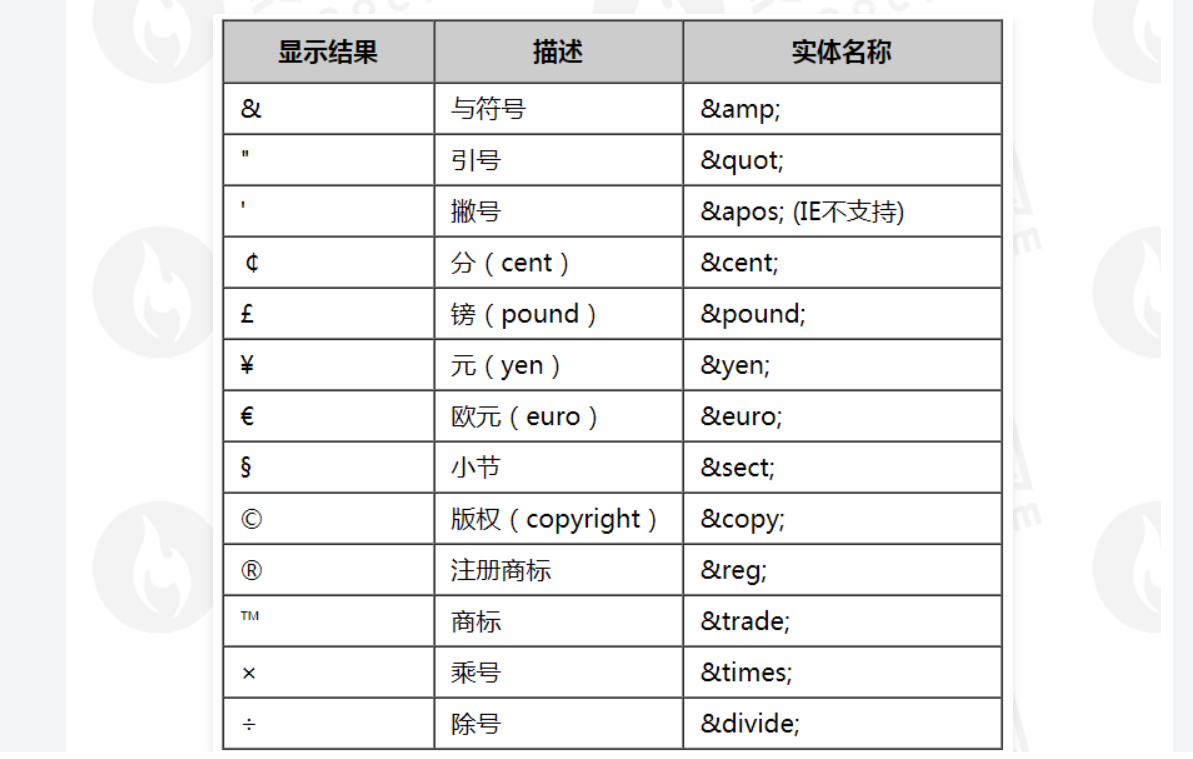 显示结果 描述 实体名称
& 与符号 &amp;
" 引号 &quot;
' 撇号 &apos; (IE不支持)
¢ 分（cent） &cent;
£ 镑（pound） &pound;
¥ 元（yen） &yen;
€ 欧元（euro） &euro;
§ 小节 &sect;
© 版权（copyright） &copy;
® 注册商标 &reg;
™ 商标 &trade;
× 乘号 &times;
÷ 除号 &divide;